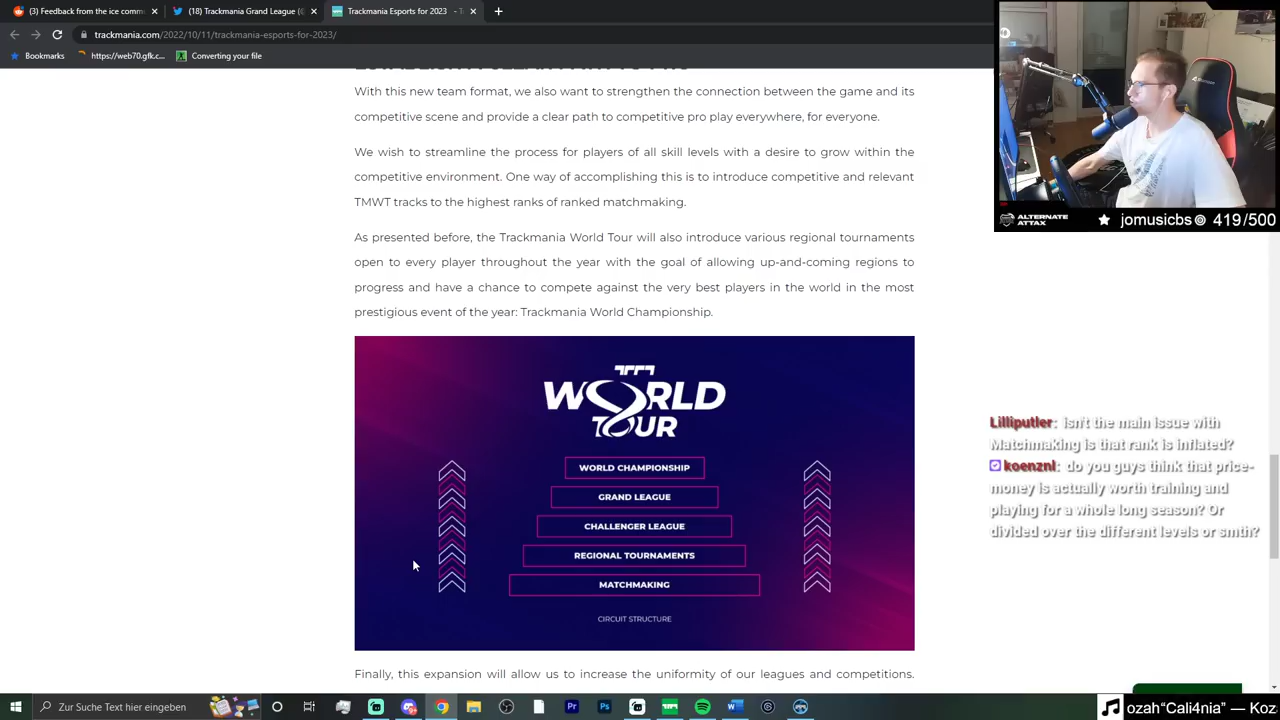 (3) Feedback from the ice comm
(18) Trackmania Grand League (
Trackmania Esports for 2023 - T
trackmania.com/2022/10/11/trackmania-esports-for-2023/
Bookmarks
https://web70.gfk.c...
Converting your file
With this new team format, we also want to strengthen the connection between the game and its
competitive scene and provide a clear path to competitive pro play everywhere, for everyone.
We wish to streamline the process for players of all skill levels with a desire to grow within the
competitive environment. One way of accomplishing this is to introduce competitive and relevant
TMWT tracks to the highest ranks of ranked matchmaking.
As presented before, the Trackmania World Tour will also introduce various regional tournaments
open to every player throughout the year with the goal of allowing up-and-coming regions to
progress and have a chance to compete against the very best players in the world in the most
prestigious event of the year: Trackmania World Championship.
WORLD
TOUR
WORLD CHAMPIONSHIP
GRAND LEAGUE
CHALLENGER LEAGUE
REGIONAL TOURNAMENTS
MATCHMAKING
CIRCUIT STRUCTURE
Finally, this expansion will allow us to increase the uniformity of our leagues and competitions.
ALTERNATE
ATTAX
jomusicbs
419/500
Lilliputler: isn't the main issue with
Matchmaking is that rank is inflated?
koenznl: do you guys think that price-
money is actually worth training and
playing for a whole long season? Or
divided over the different levels or smth?
Zur Suche Text hier eingeben
ozah "Cali4nia" — Koz